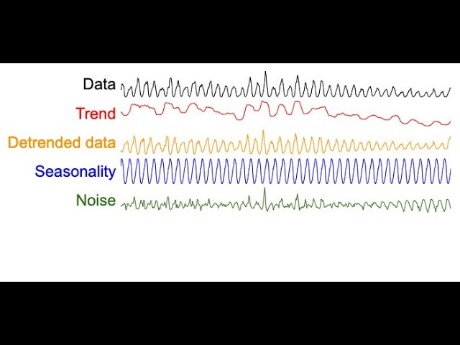 Data
Trend
Detrended data
Seasonality
Noise